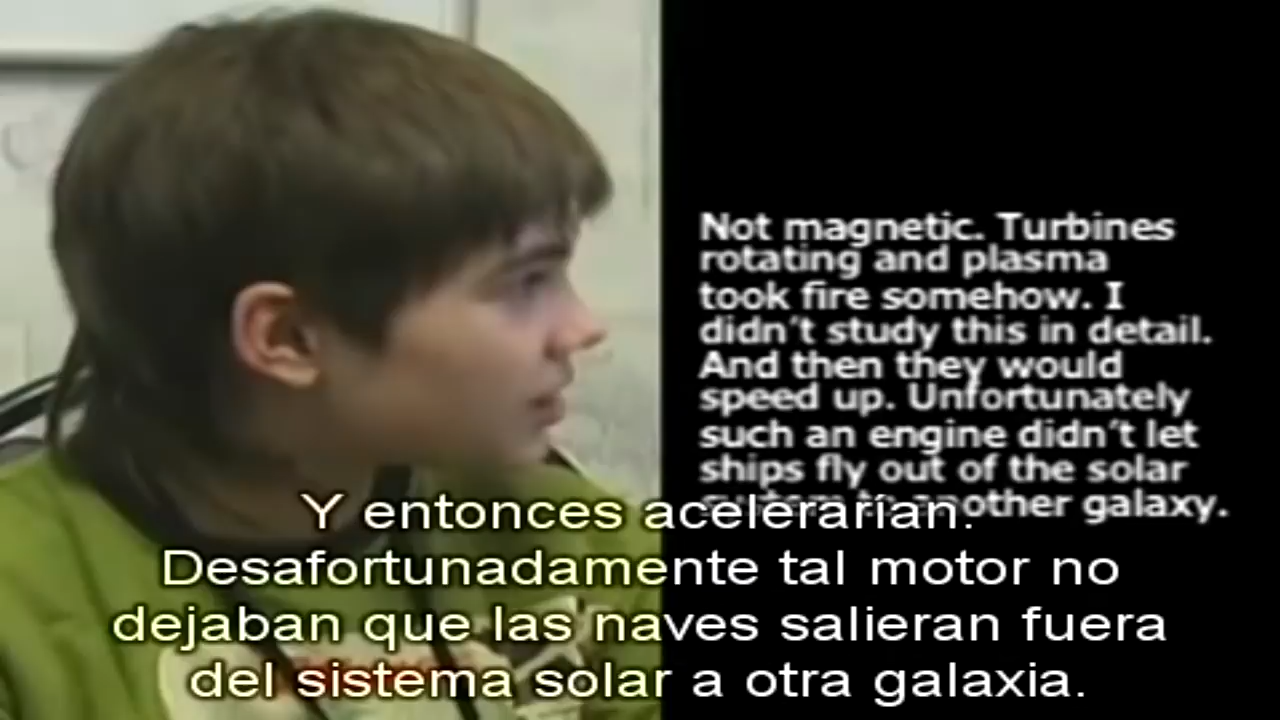 Not magnetic. Turbines
rotating and plasma
took fire somehow. I
didn't study this in detail.
And then they would
speed up. Unfortunately
such an engine didn't let
ships fly out of the solar
another galaxy.
Y entonces acelerarían.
Desafortunadamente tal motor no
dejaban que las naves salieran fuera
del sistema solar a otra galaxia.